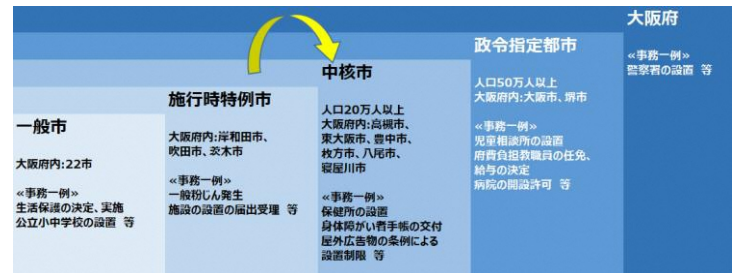 一般市
大阪府内:22市
≪事務一例≫
生活保護の決定、実施
公立小中学校の設置 等
施行時特例市
大阪府内:岸和田市、
吹田市、茨木市
≪事務一例≫
一般粉じん発生
施設の設置の届出受理 等
中核市
人口20万人以上
大阪府内:高槻市、
東大阪市、豊中市、
枚方市、八尾市、
寝屋川市
≪事務一例≫
保健所の設置
身体障がい者手帳の交付
屋外広告物の条例による
設置制限 等
政令指定都市
人口50万人以上
大阪府内:大阪市、堺市
≪事務一例≫
児童相談所の設置
府費負担教職員の任免、
給与の決定
病院の開設許可 等
大阪府
≪事務一例≫
警察署の設置 等